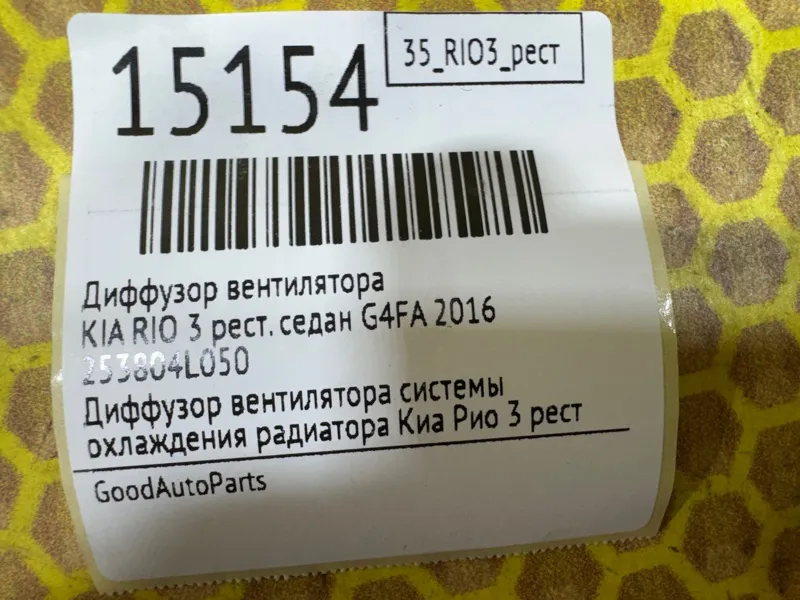 15154
35_RIO3_рест
Диффузор вентилятора
KIA RIO 3 рест. седан G4FA 2016
253804L050
Диффузор вентилятора системы
охлаждения радиатора Киа Рио 3 рест
GoodAutoParts